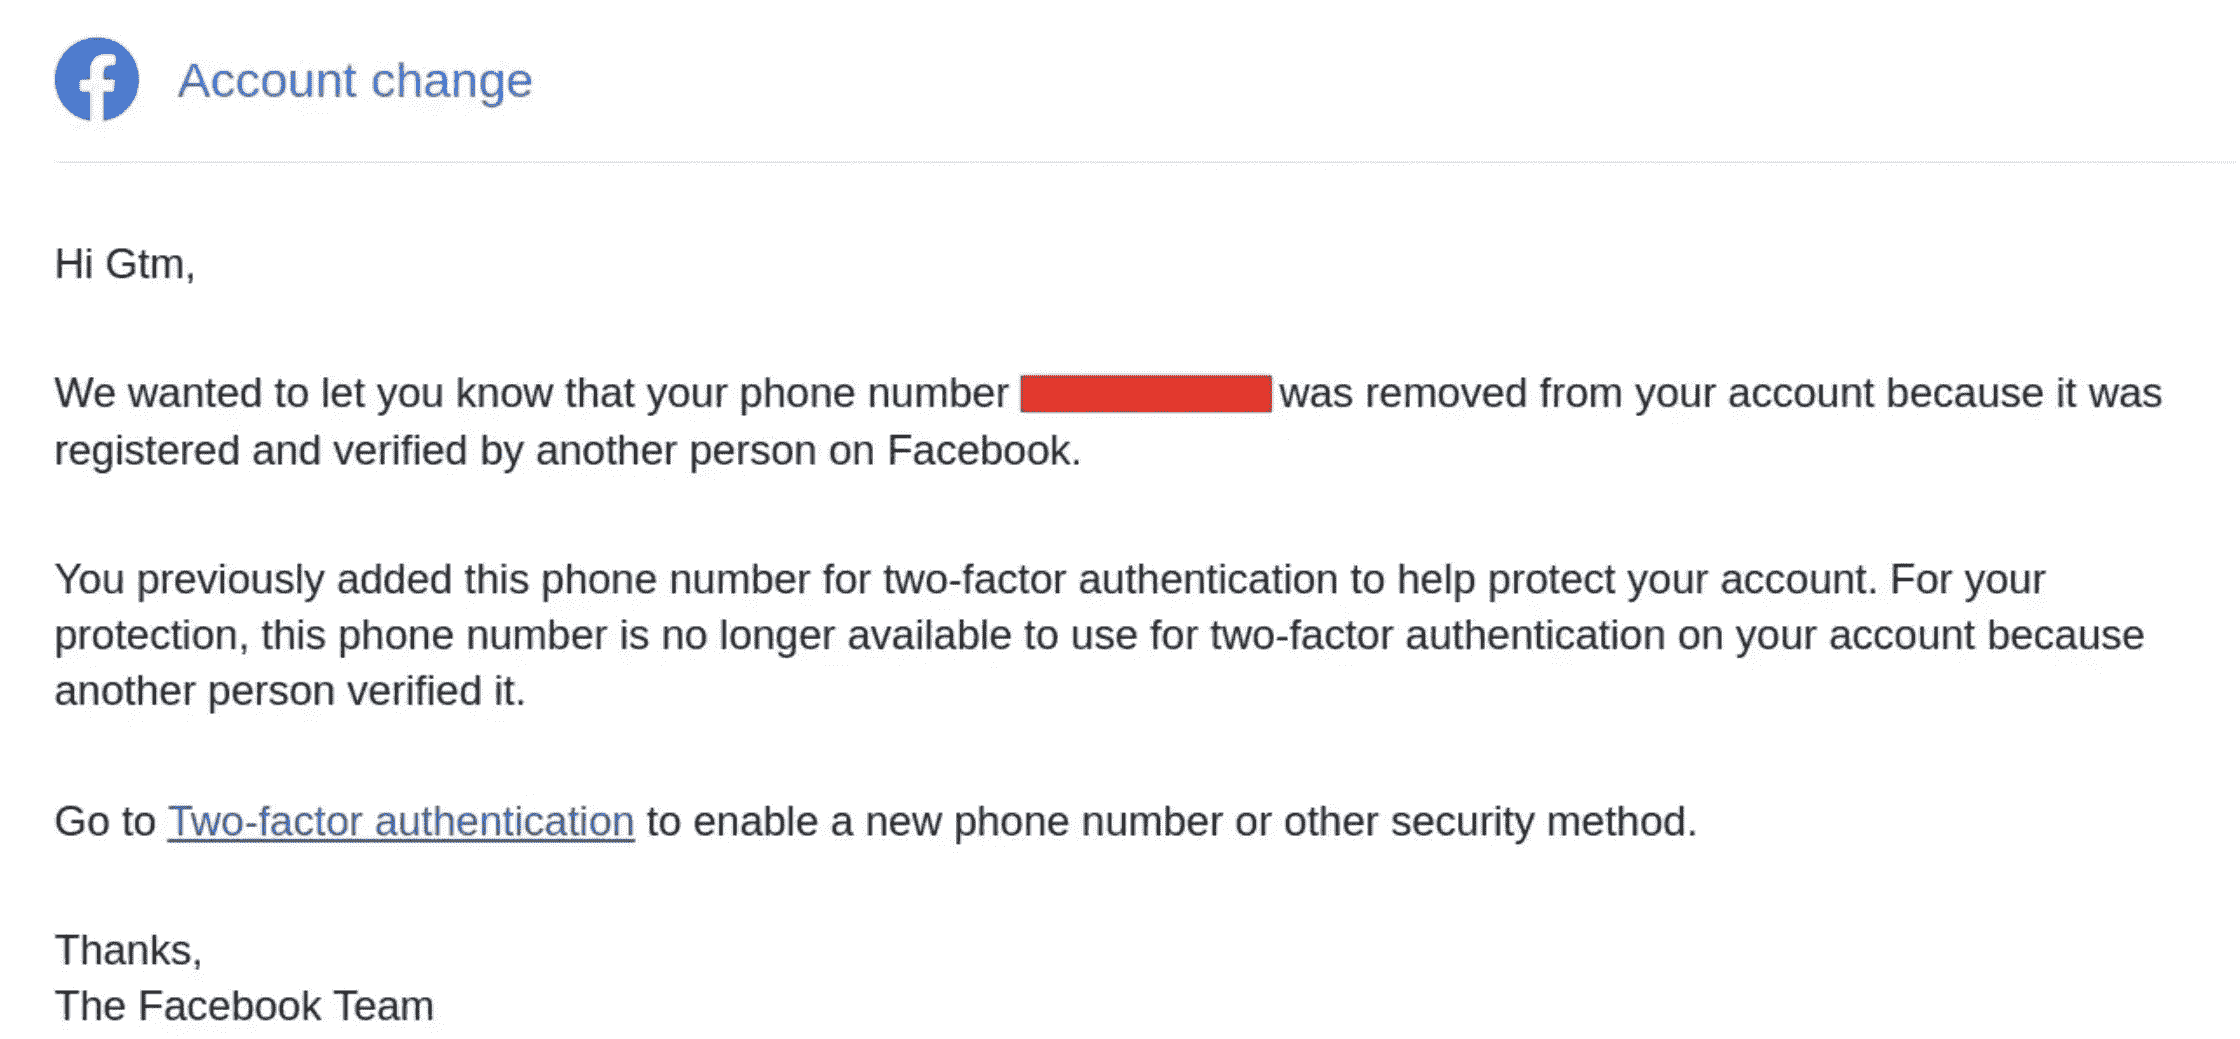 Account change
Hi Gtm,
We wanted to let you know that your phone number was removed from your account because it was
registered and verified by another person on Facebook.
You previously added this phone number for two-factor authentication to help protect your account. For your
protection, this phone number is no longer available to use for two-factor authentication on your account because
another person verified it.
Go to Two-factor authentication to enable a new phone number or other security method.
Thanks,
The Facebook Team